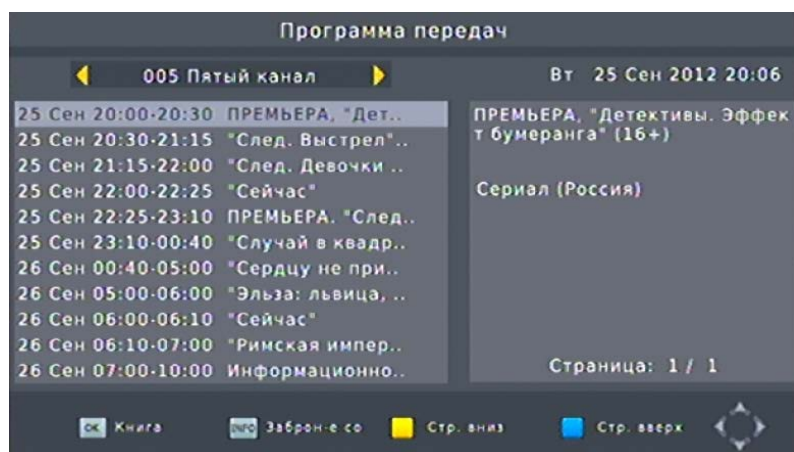 Программа передач
005 Пятый канал
Вт 25 Сен 2012 20:06
25 Сен 20:00-20:30 ПРЕМЬЕРА, "Дет..
25 Сен 20:30-21:15 "След. Выстрел"..
25 Сен 21:15-22:00 "След. Девочки ..
25 Сен 22:00-22:25 "Сейчас"
25 Сен 22:25-23:10 ПРЕМЬЕРА. "След..
25 Сен 23:10-00:40 "Случай в квадр..
26 Сен 00:40-05:00 "Сердцу не при..
26 Сен 05:00-06:00 "Эльза: львица, ..
26 Сен 06:00-06:10 "Сейчас"
26 Сен 06:10-07:00 "Римская импер..
26 Сен 07:00-10:00 Информационно..
ПРЕМЬЕРА, "Детективы. Эффек
т бумеранга" (16+)
Сериал (Россия)
Страница: 1 / 1
OK Книга
INFO Заброн-е со
Стр. вниз
Стр. вверх